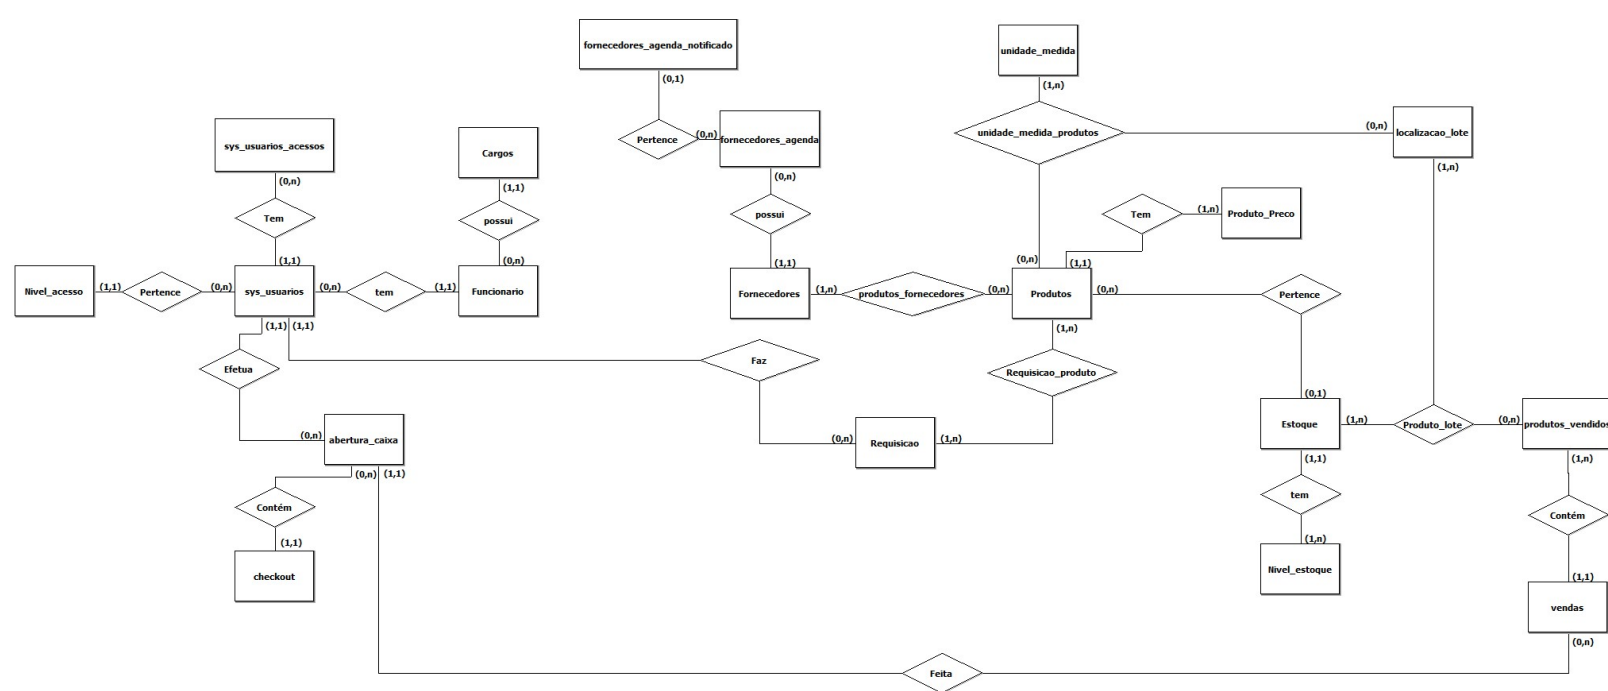 fornecedores_agenda_notificado
(0,1)
unidade_medida
(1,n)
sys_usuarios_acessos
(0,n)
Cargos
(1,1)
Pertence
(0,n)
fornecedores_agenda
(0,n)
unidade_medida_produtos
(0,n)
localizacao_lote
(1,n)
Tem
possui
possui
Tem
(1,n)
Produto_Preco
(1,1)
(0,n)
(1,1)
(0,n)
(1,1)
Nivel_acesso
(1,1)
Pertence
(0,n)
sys_usuarios
(0,n)
tem
(1,1)
Funcionario
Fornecedores
(1,n)
produtos_fornecedores
(0,n)
Produtos
(0,n)
Pertence
(1,1)
(1,1)
(1,n)
Efetua
Faz
Requisicao_produto
(0,1)
(0,n)
abertura_caixa
(0,n)
Requisicao
(1,n)
Estoque
(1,n)
Produto_lote
(0,n)
produtos_vendidos
(0,n)
(1,1)
(1,1)
(1,n)
Contém
tem
Contém
(1,1)
(1,n)
checkout
Nivel_estoque
(1,1)
vendas
(0,n)
Feita